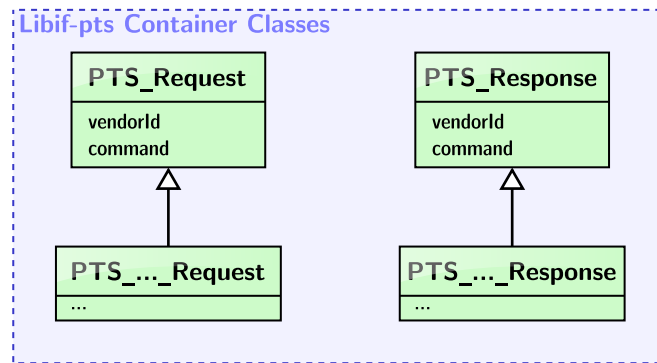 Libif-pts Container Classes
PTS_Request
vendorId
command
PTS_Response
vendorId
command
PTS_..._Request
...
PTS_..._Response
...